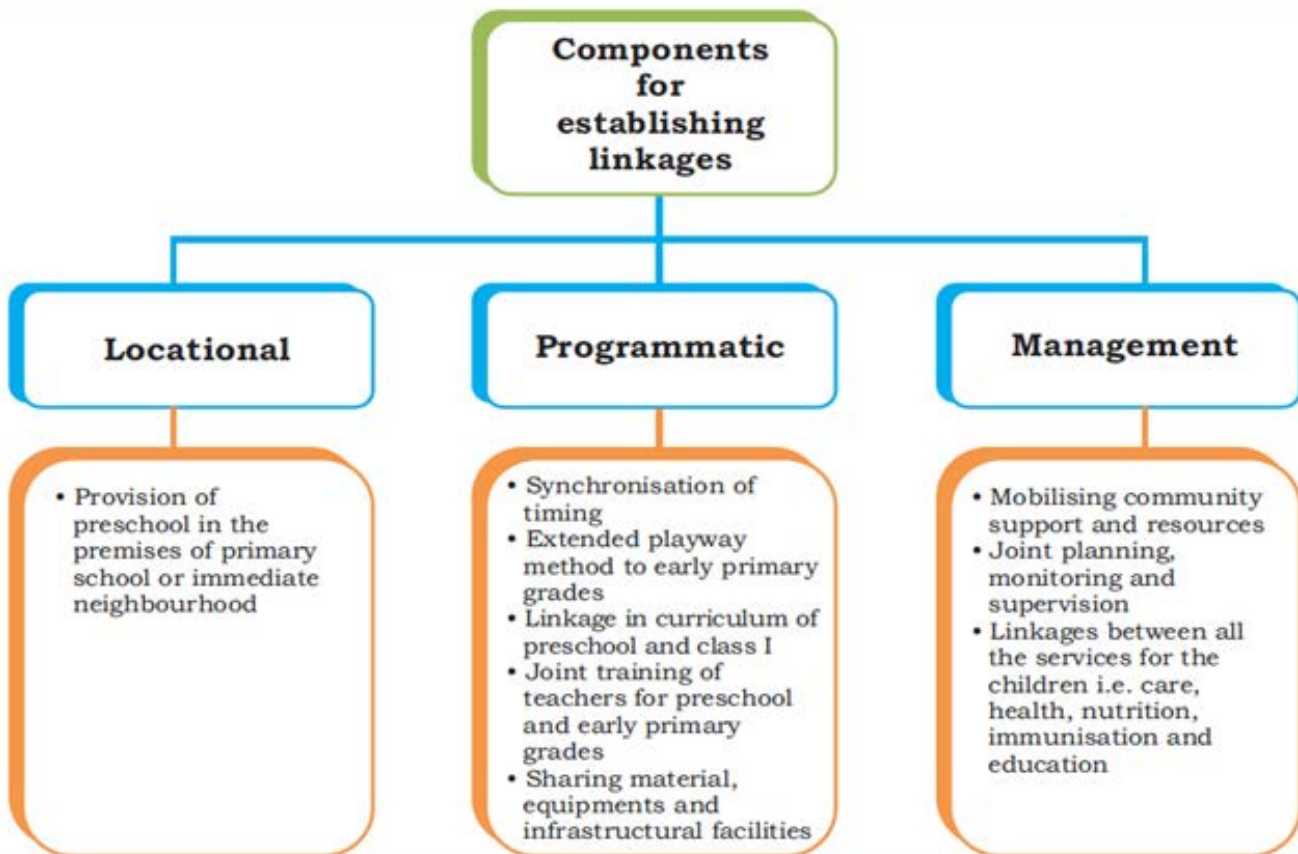 Components
for
establishing
linkages
Locational
Programmatic
Management
• Provision of
preschool in the
premises of primary
school or immediate
neighbourhood
• Synchronisation of
timing
• Extended playway
method to early primary
grades
• Linkage in curriculum of
preschool and class I
• Joint training of
teachers for preschool
and early primary
grades
• Sharing material,
equipments and
infrastructural facilities
• Mobilising community
support and resources
• Joint planning,
monitoring and
supervision
• Linkages between all
the services for the
children i.e. care,
health, nutrition,
immunisation and
education